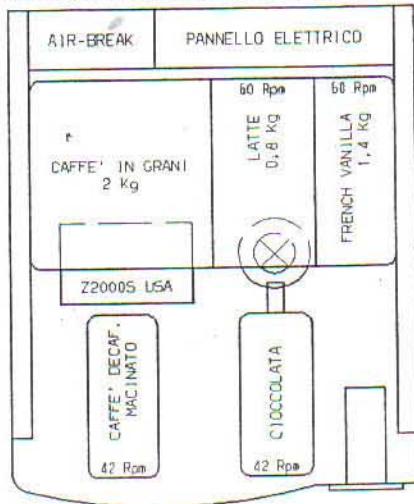 AIR-BREAK
PANNELLO ELETTRICO
60 Rpm
60 Rpm
CAFFE' IN GRANI
2 Kg
LATTE
0,8 Kg
FRENCH VANILLA
1,4 Kg
Z2000S USA
CAFFE' DECAF.
MACINATO
CIOCCOLATA
42 Rpm
42 Rpm